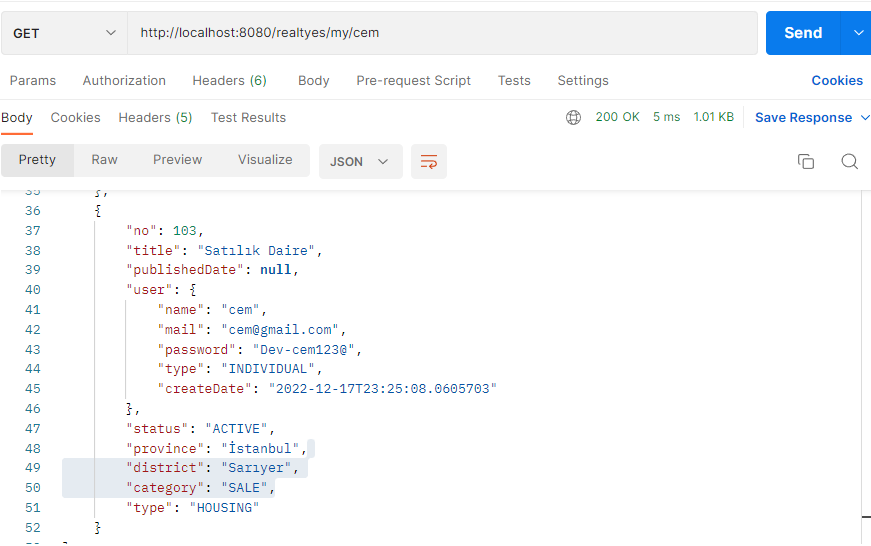 GET http://localhost:8080/realtyes/my/cem Send
Params Authorization Headers (6) Body Pre-request Script Tests Settings Cookies
Body Cookies Headers (5) Test Results 200 OK 5 ms 1.01 KB Save Response
Pretty Raw Preview Visualize JSON
35 },
36 {
37 "no": 103,
38 "title": "Satılık Daire",
39 "publishedDate": null,
40 "user": {
41 "name": "cem",
42 "mail": "cem@gmail.com",
43 "password": "Dev-cem123@",
44 "type": "INDIVIDUAL",
45 "createDate": "2022-12-17T23:25:08.0605703"
46 },
47 "status": "ACTIVE",
48 "province": "İstanbul",
49 "district": "Sarıyer",
50 "category": "SALE",
51 "type": "HOUSING"
52 }